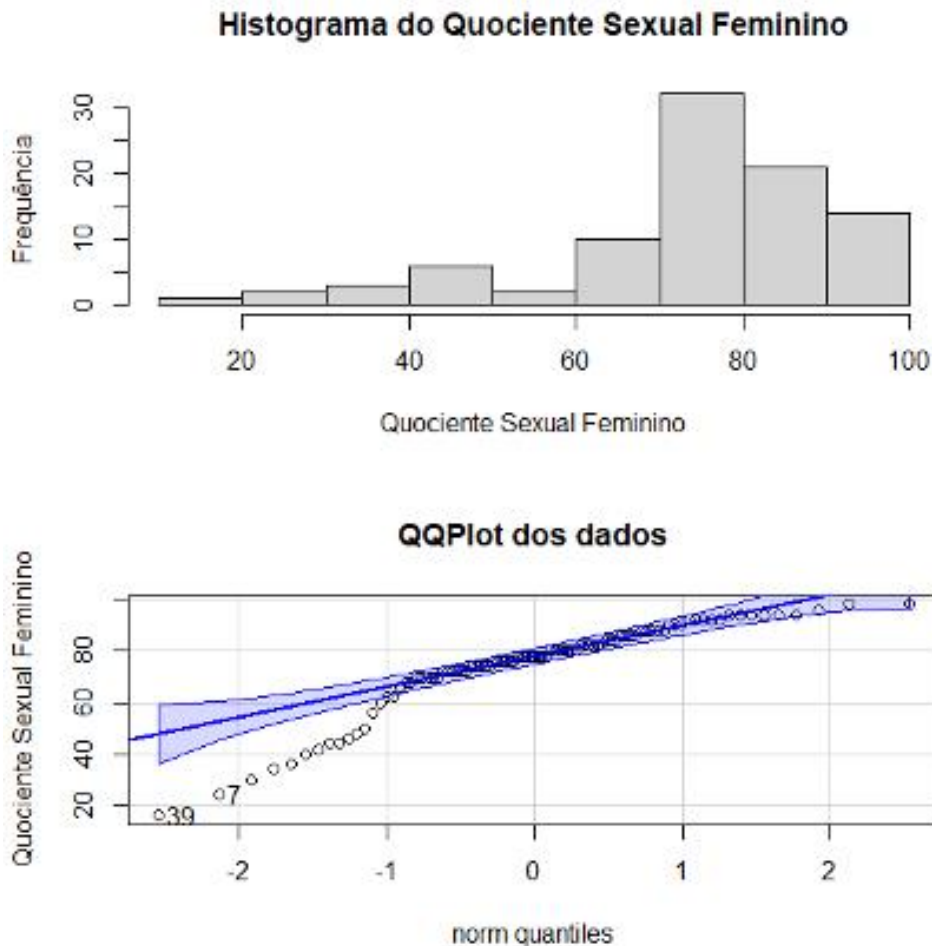 Histograma do Quociente Sexual Feminino
Frequência
30
20
10
0
20 40 60 80 100
Quociente Sexual Feminino
QQPlot dos dados
Quociente Sexual Feminino
80
60
40
20
7
39
-2 -1 0 1 2
norm quantiles